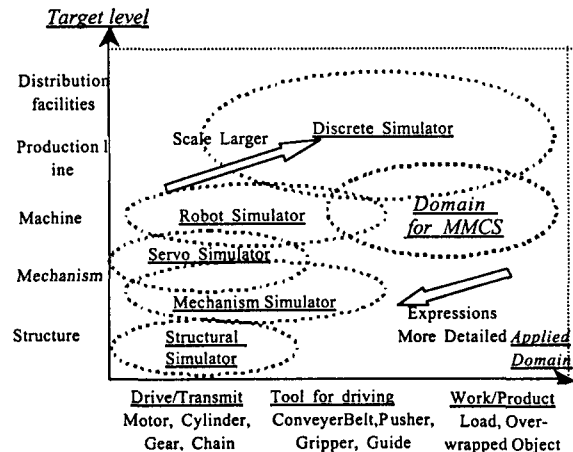 Target level
Distribution
facilities
Production l
ine
Machine
Mechanism
Structure
Scale Larger
Discrete Simulator
Robot Simulator
Domain
for MMCS
Servo Simulator
Mechanism Simulator
Structural
Simulator
Expressions
More Detailed
Applied
Domain
Drive/Transmit
Motor, Cylinder,
Gear, Chain
Tool for driving
ConveyerBelt,Pusher,
Gripper, Guide
Work/Product
Load, Over-
wrapped Object